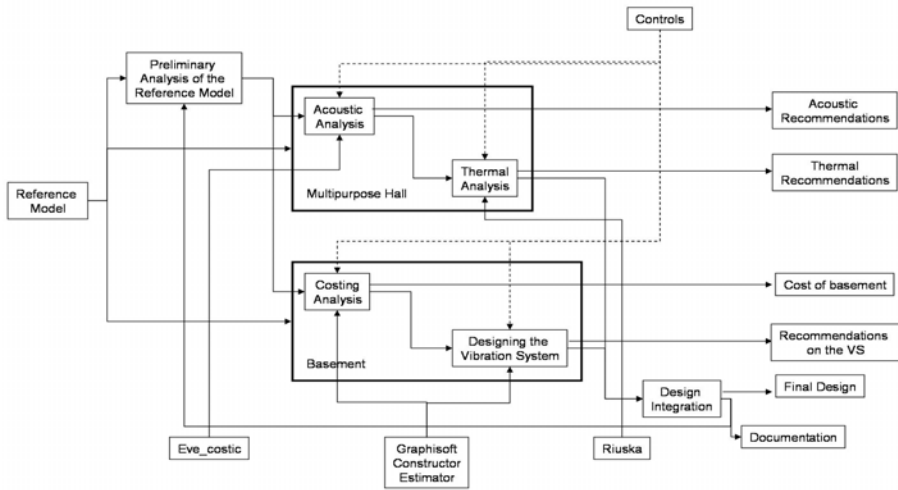 Controls
Preliminary
Analysis of the
Reference Model
Acoustic
Analysis
Acoustic
Recommendations
Thermal
Analysis
Thermal
Recommendations
Multipurpose Hall
Reference
Model
Costing
Analysis
Cost of basement
Designing the
Vibration System
Recommendations
on the VS
Basement
Design
Integration
Final Design
Documentation
Eve_costic
Graphisoft
Constructor
Estimator
Riuska